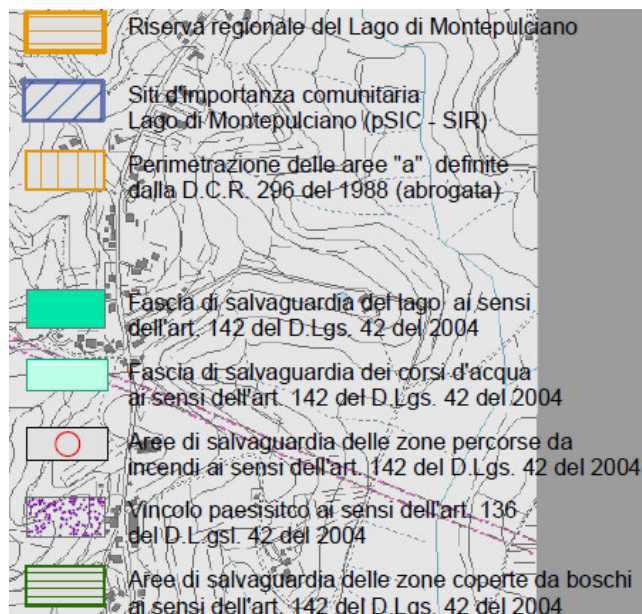 Riserva regionale del Lago di Montepulciano
Siti d'importanza comunitaria
Lago di Montepulciano (pSIC - SIR)
Perimetrazione delle aree "a" definite
dalla D.C.R. 296 del 1988 (abrogata)
Fascia di salvaguardia del lago ai sensi
dell'art. 142 del D.Lgs. 42 del 2004
Fascia di salvaguardia dei corsi d'acqua
ai sensi dell'art. 142 del D.Lgs. 42 del 2004
Aree di salvaguardia delle zone percorse da
incendi ai sensi dell'art. 142 del D.Lgs. 42 del 2004
Vincolo paesisitco ai sensi dell'art. 136
del D.L.gsl. 42 del 2004
Aree di salvaguardia delle zone coperte da boschi
ai sensi dell'art. 142 del D.Lgs. 42 del 2004